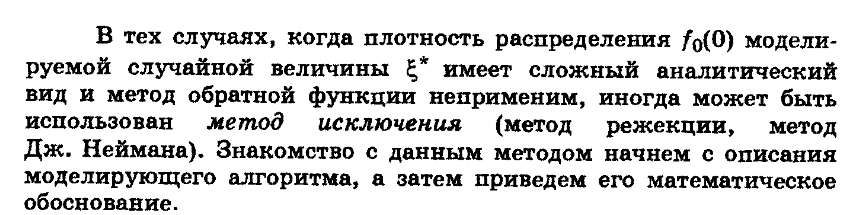 В тех случаях, когда плотность распределения f₀(0) модели-
руемой случайной величины ξ* имеет сложный аналитический
вид и метод обратной функции неприменим, иногда может быть
использован метод исключения (метод режекции, метод
Дж. Неймана). Знакомство с данным методом начнем с описания
моделирующего алгоритма, а затем приведем его математическое
обоснование.